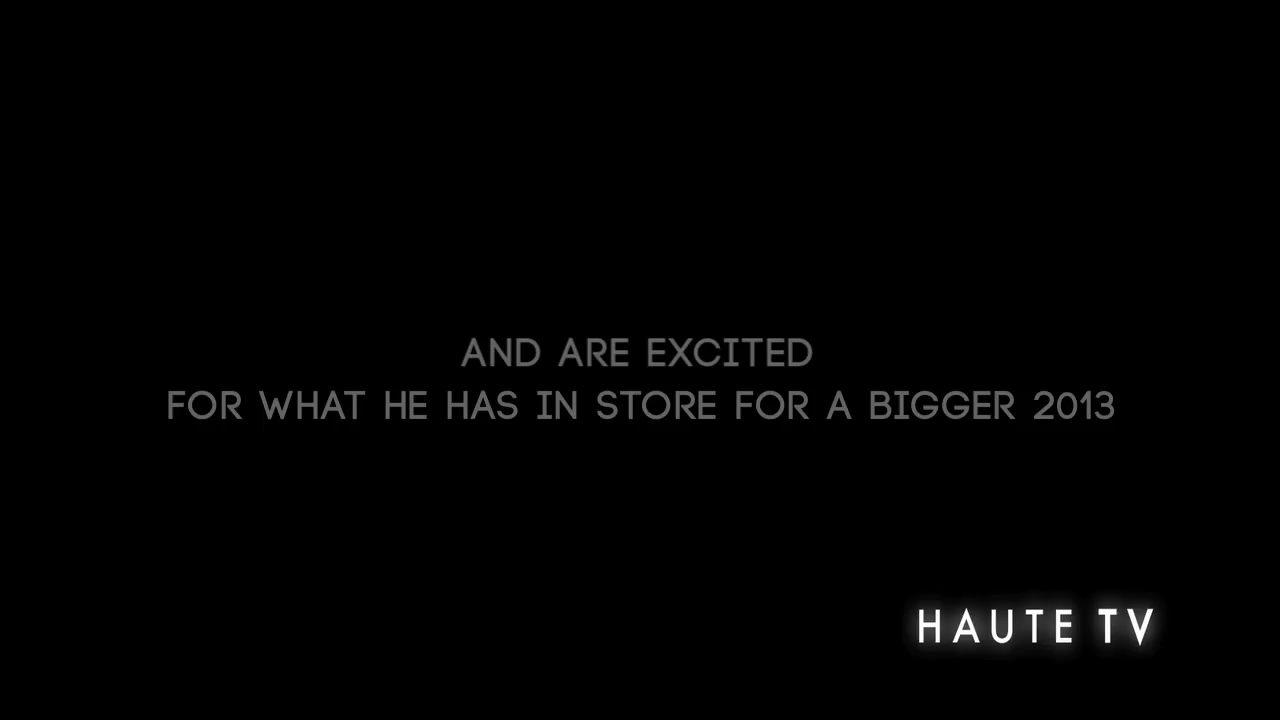 AND ARE EXCITED
FOR WHAT HE HAS IN STORE FOR A BIGGER 2013
HAUTE TV